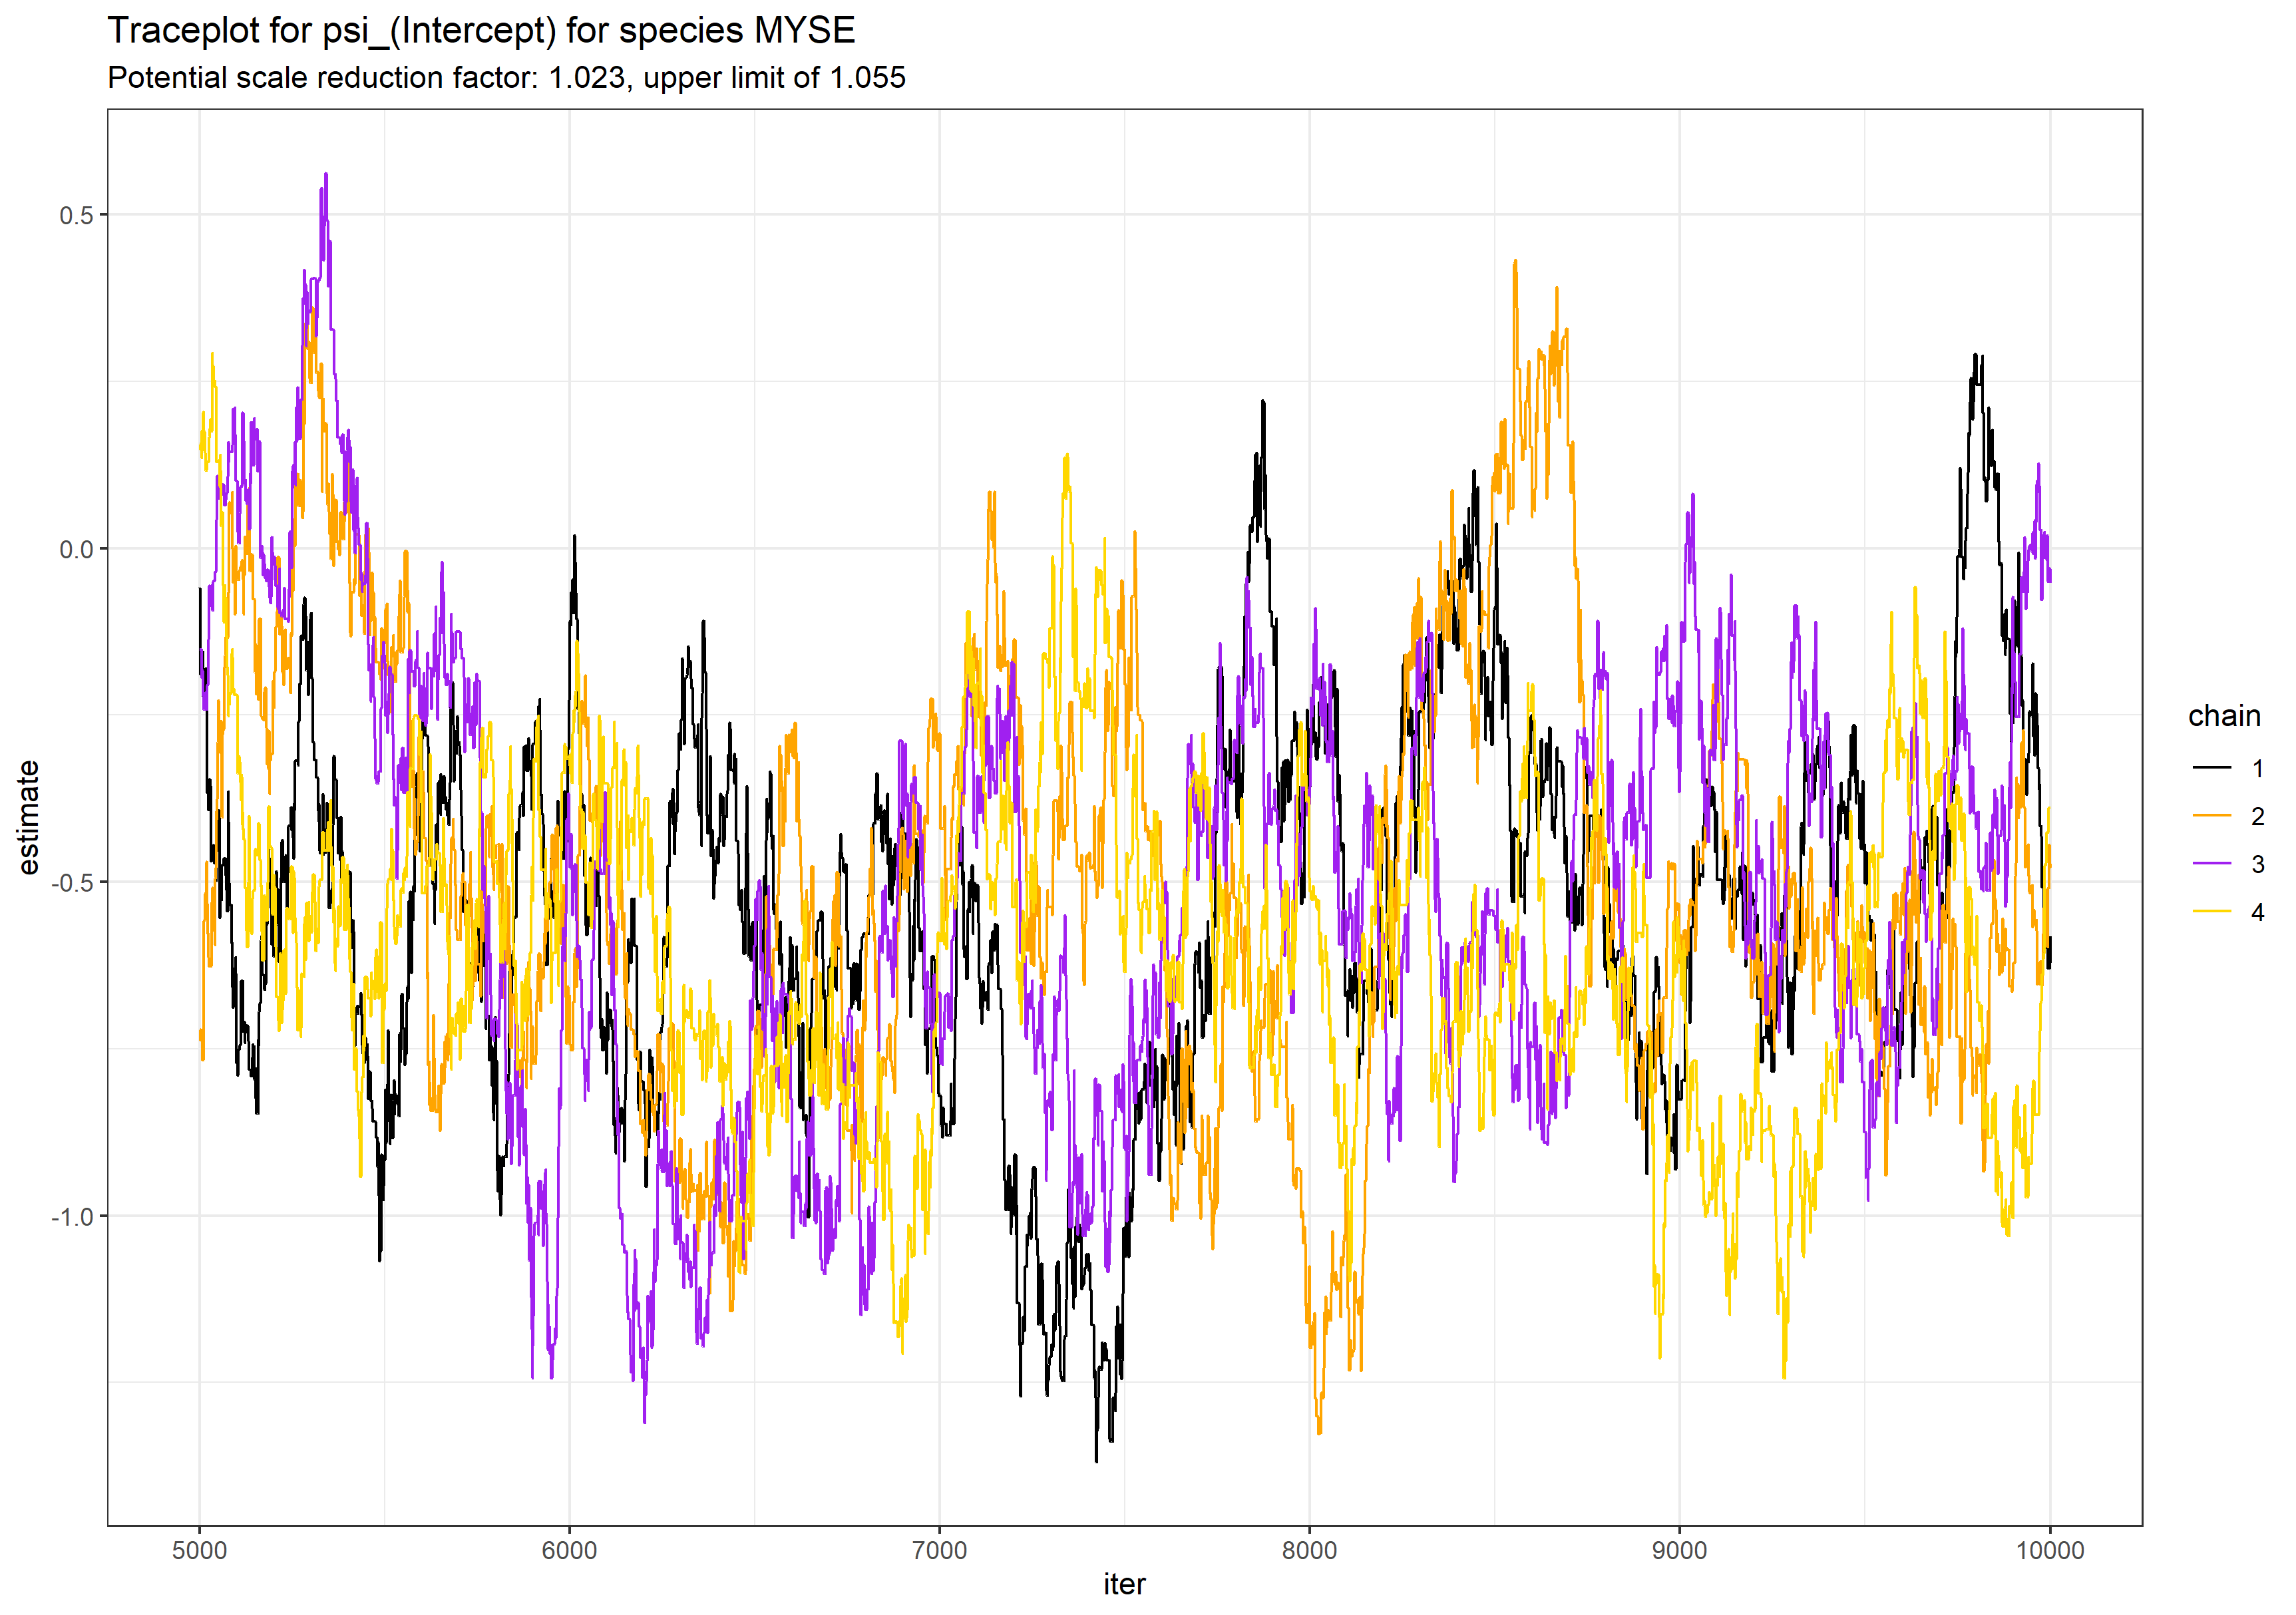 Traceplot for psi_(Intercept) for species MYSE
Potential scale reduction factor: 1.023, upper limit of 1.055
0.5
0.0
-0.5
-1.0
estimate
5000 6000 7000 8000 9000 10000
iter
chain
1
2
3
4